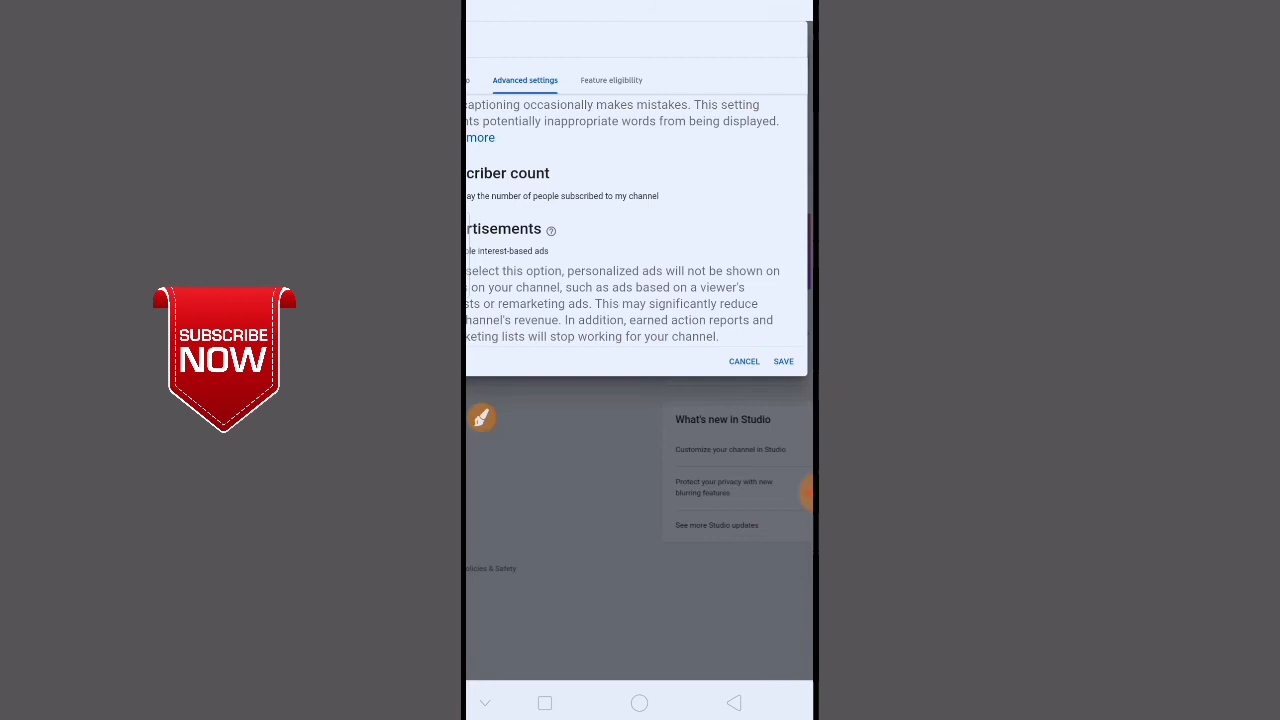 SUBSCRIBE
NOW
o
Advanced settings
Feature eligibility
captioning occasionally makes mistakes. This setting
nts potentially inappropriate words from being displayed.
more
criber count
ay the number of people subscribed to my channel
rtisements
ble interest-based ads
select this option, personalized ads will not be shown on
s on your channel, such as ads based on a viewer's
sts or remarketing ads. This may significantly reduce
hannel's revenue. In addition, earned action reports and
keting lists will stop working for your channel.
CANCEL
SAVE
What's new in Studio
Customize your channel in Studio
Protect your privacy with new
blurring features
See more Studio updates
olicies & Safety